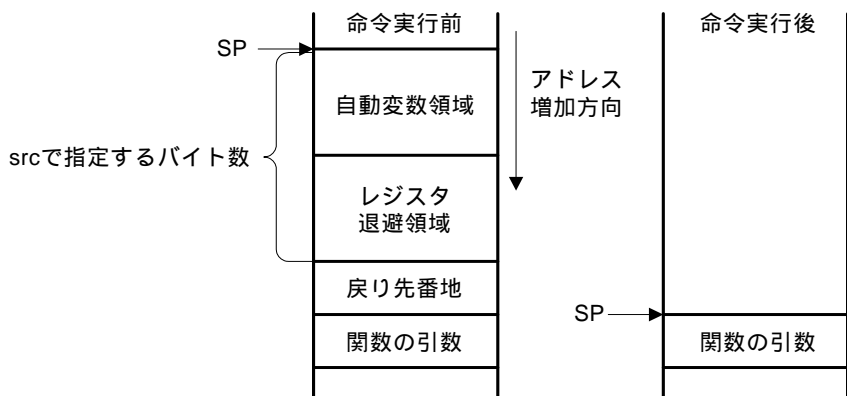 命令実行前
命令実行後
SP
自動変数領域
アドレス
増加方向
srcで指定するバイト数
レジスタ
退避領域
戻り先番地
SP
関数の引数
関数の引数